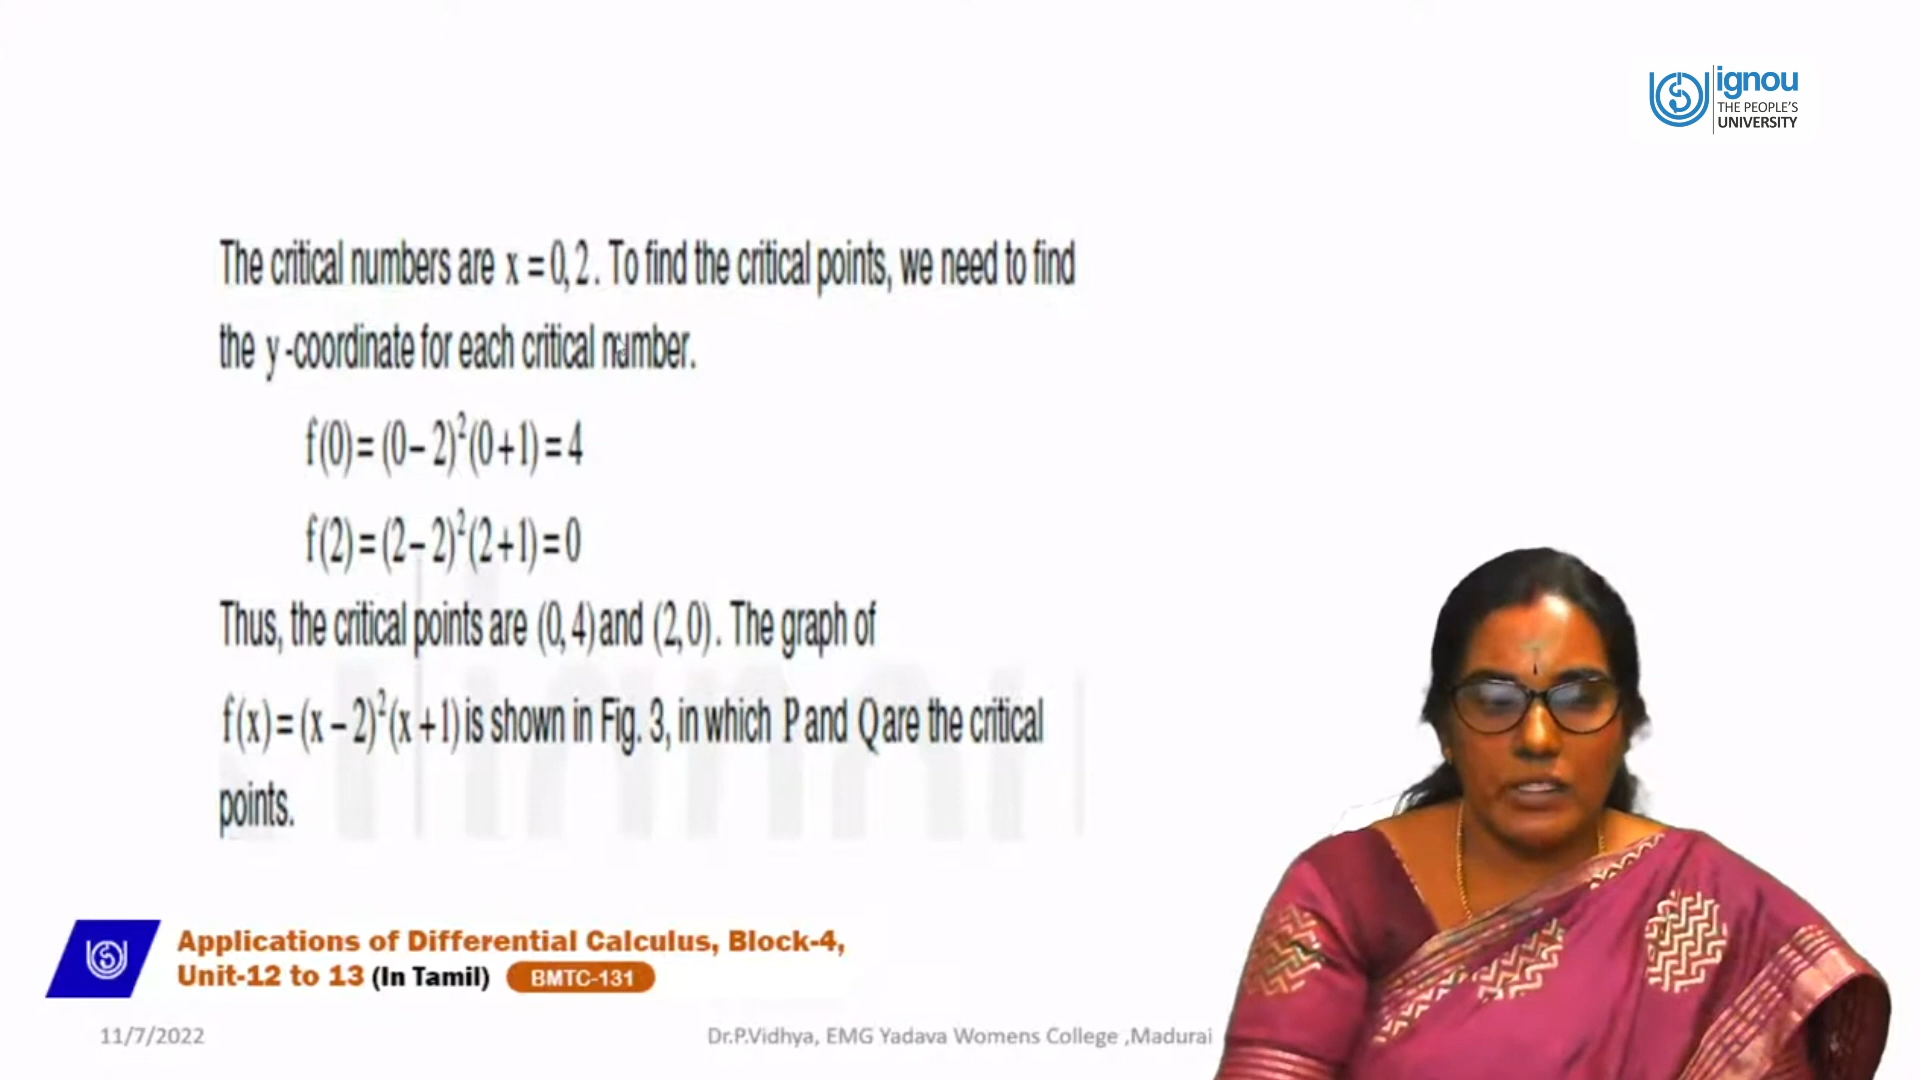 ignou
THE PEOPLE'S
UNIVERSITY
The critical numbers are x = 0, 2. To find the critical points, we need to find
the y-coordinate for each critical number.
f(0) = (0 – 2)²(0 + 1) = 4
f(2) = (2 – 2)²(2 + 1) = 0
Thus, the critical points are (0, 4) and (2, 0). The graph of
f(x) = (x – 2)²(x + 1) is shown in Fig. 3, in which P and Q are the critical
points.
Applications of Differential Calculus, Block-4,
Unit-12 to 13 (In Tamil) BMTC-131
11/7/2022 Dr.P.Vidhya, EMG Yadava Womens College ,Madurai